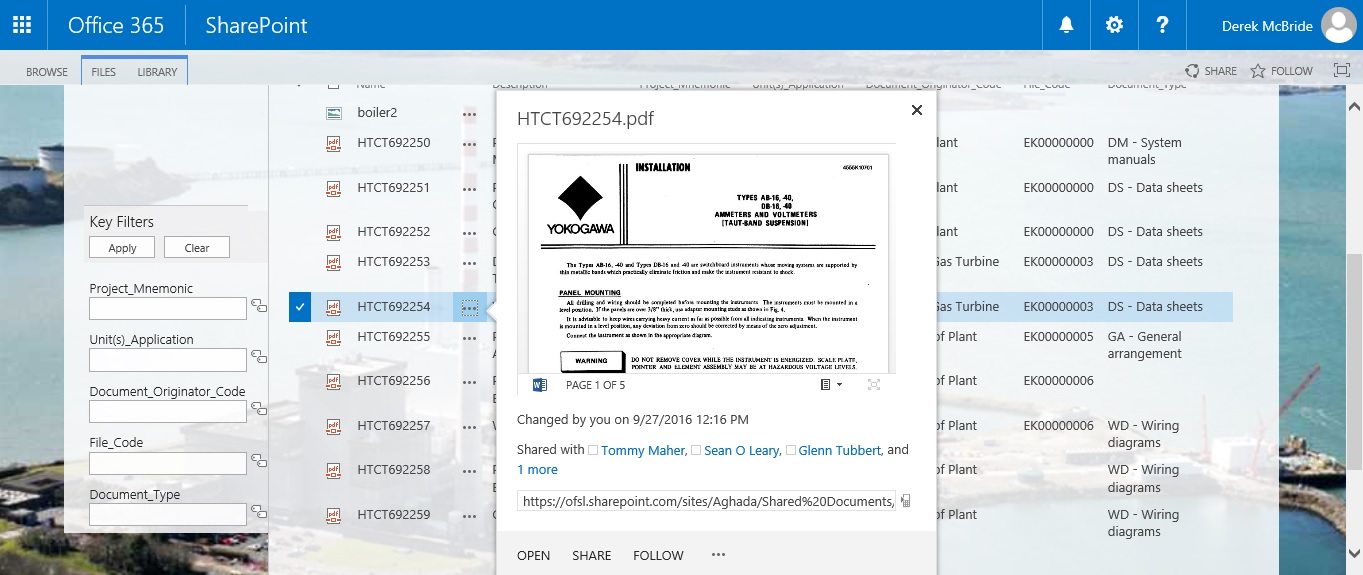 Office 365 SharePoint ? Derek McBride
BROWSE FILES LIBRARY SHARE FOLLOW
Name Description Project_Mnemonic Unit(s)_Application Document_Originator_Code File_Code Document_Type
boiler2 ...
HTCT692250 ... lant EK00000000 DM - System
manuals
HTCT692251 ... lant EK00000000 DS - Data sheets
HTCT692252 ... lant EK00000000 DS - Data sheets
HTCT692253 ... Gas Turbine EK00000003 DS - Data sheets
HTCT692254 ... Gas Turbine EK00000003 DS - Data sheets
HTCT692255 ... of Plant EK00000005 GA - General
arrangement
HTCT692256 ... of Plant EK00000006
HTCT692257 ... of Plant EK00000006 WD - Wiring
diagrams
HTCT692258 ... of Plant WD - Wiring
diagrams
HTCT692259 ... of Plant WD - Wiring
diagrams
Key Filters
Apply Clear
Project_Mnemonic
Unit(s)_Application
Document_Originator_Code
File_Code
Document_Type
HTCT692254.pdf
INSTALLATION 4555K10701
YOKOGAWA
TYPES AB-16, -40,
DB-16, -40
AMMETERS AND VOLTMETERS
[TAUT-BAND SUSPENSION]
The Types AB-16, -40 and Types DB-16 and -40 are switchboard instruments whose moving systems are supported by
thin metallic bands which practically eliminate friction and make the instrument resistant to shock.
PANEL MOUNTING
All drilling and wiring should be completed before mounting the instruments. The instruments must be mounted in a
level position. If the panels are over 3/8" thick, use adapter mounting studs as shown in Fig. 4.
It is advisable to keep wires carrying heavy current as far as possible from all indicating instruments. When the instrument
is mounted in a level position, any deviation from zero should be corrected by means of the zero adjustment.
Connect the instrument as shown in the appropriate diagram.
WARNING DO NOT REMOVE COVER WHILE THE INSTRUMENT IS ENERGIZED. SCALE PLATE,
POINTER AND ELEMENT ASSEMBLY MAY BE AT HAZARDOUS VOLTAGE LEVELS.
PAGE 1 OF 5
Changed by you on 9/27/2016 12:16 PM
Shared with Tommy Maher, Sean O Leary, Glenn Tubbert, and
1 more
https://ofsl.sharepoint.com/sites/Aghada/Shared%20Documents/
OPEN SHARE FOLLOW ...